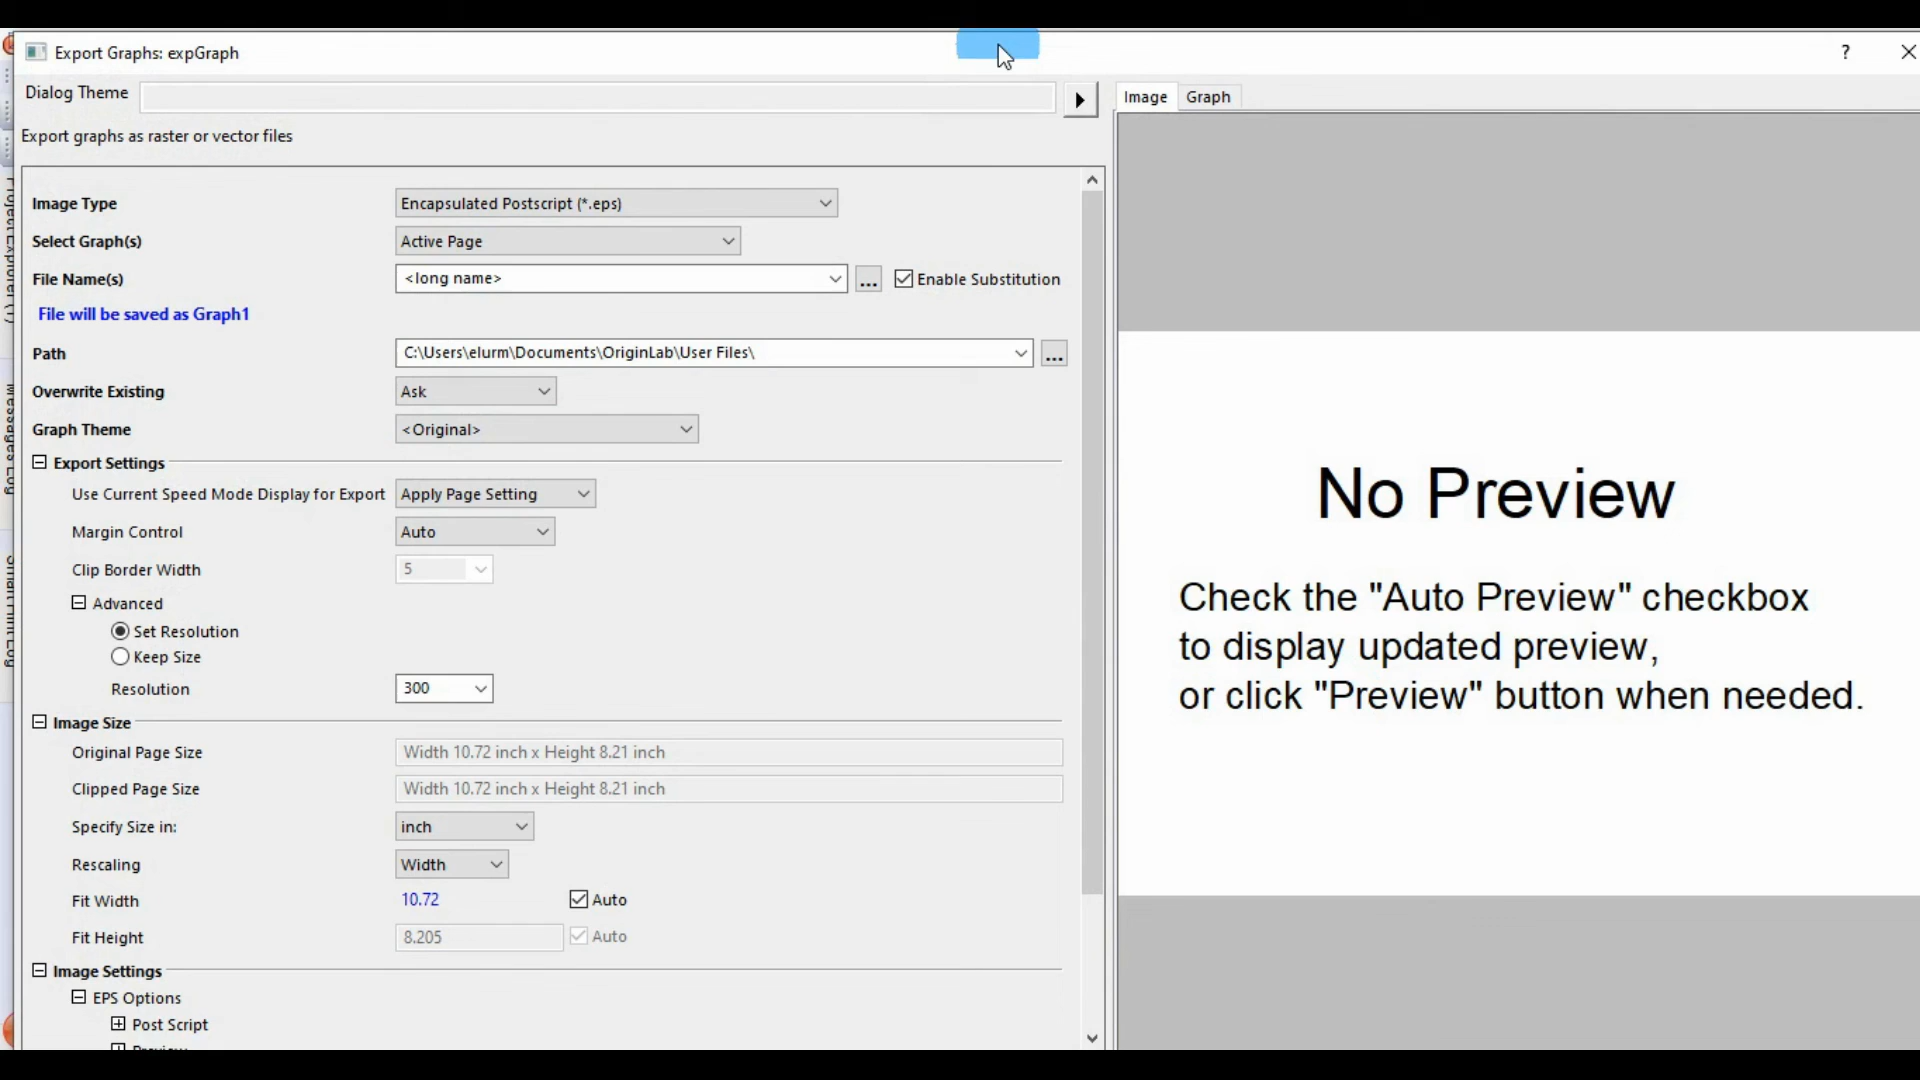 Export Graphs: expGraph
?
Dialog Theme
Image Graph
Export graphs as raster or vector files
Image Type Encapsulated Postscript (*.eps)
Select Graph(s) Active Page
File Name(s) <long name> ... Enable Substitution
File will be saved as Graph1
Path C:\Users\elurm\Documents\OriginLab\User Files\ ...
Overwrite Existing Ask
Graph Theme <Original>
Export Settings
Use Current Speed Mode Display for Export Apply Page Setting
Margin Control Auto
Clip Border Width 5
Advanced
Set Resolution
Keep Size
Resolution 300
Image Size
Original Page Size Width 10.72 inch x Height 8.21 inch
Clipped Page Size Width 10.72 inch x Height 8.21 inch
Specify Size in: inch
Rescaling Width
Fit Width 10.72 Auto
Fit Height 8.205 Auto
Image Settings
EPS Options
Post Script
No Preview
Check the "Auto Preview" checkbox
to display updated preview,
or click "Preview" button when needed.